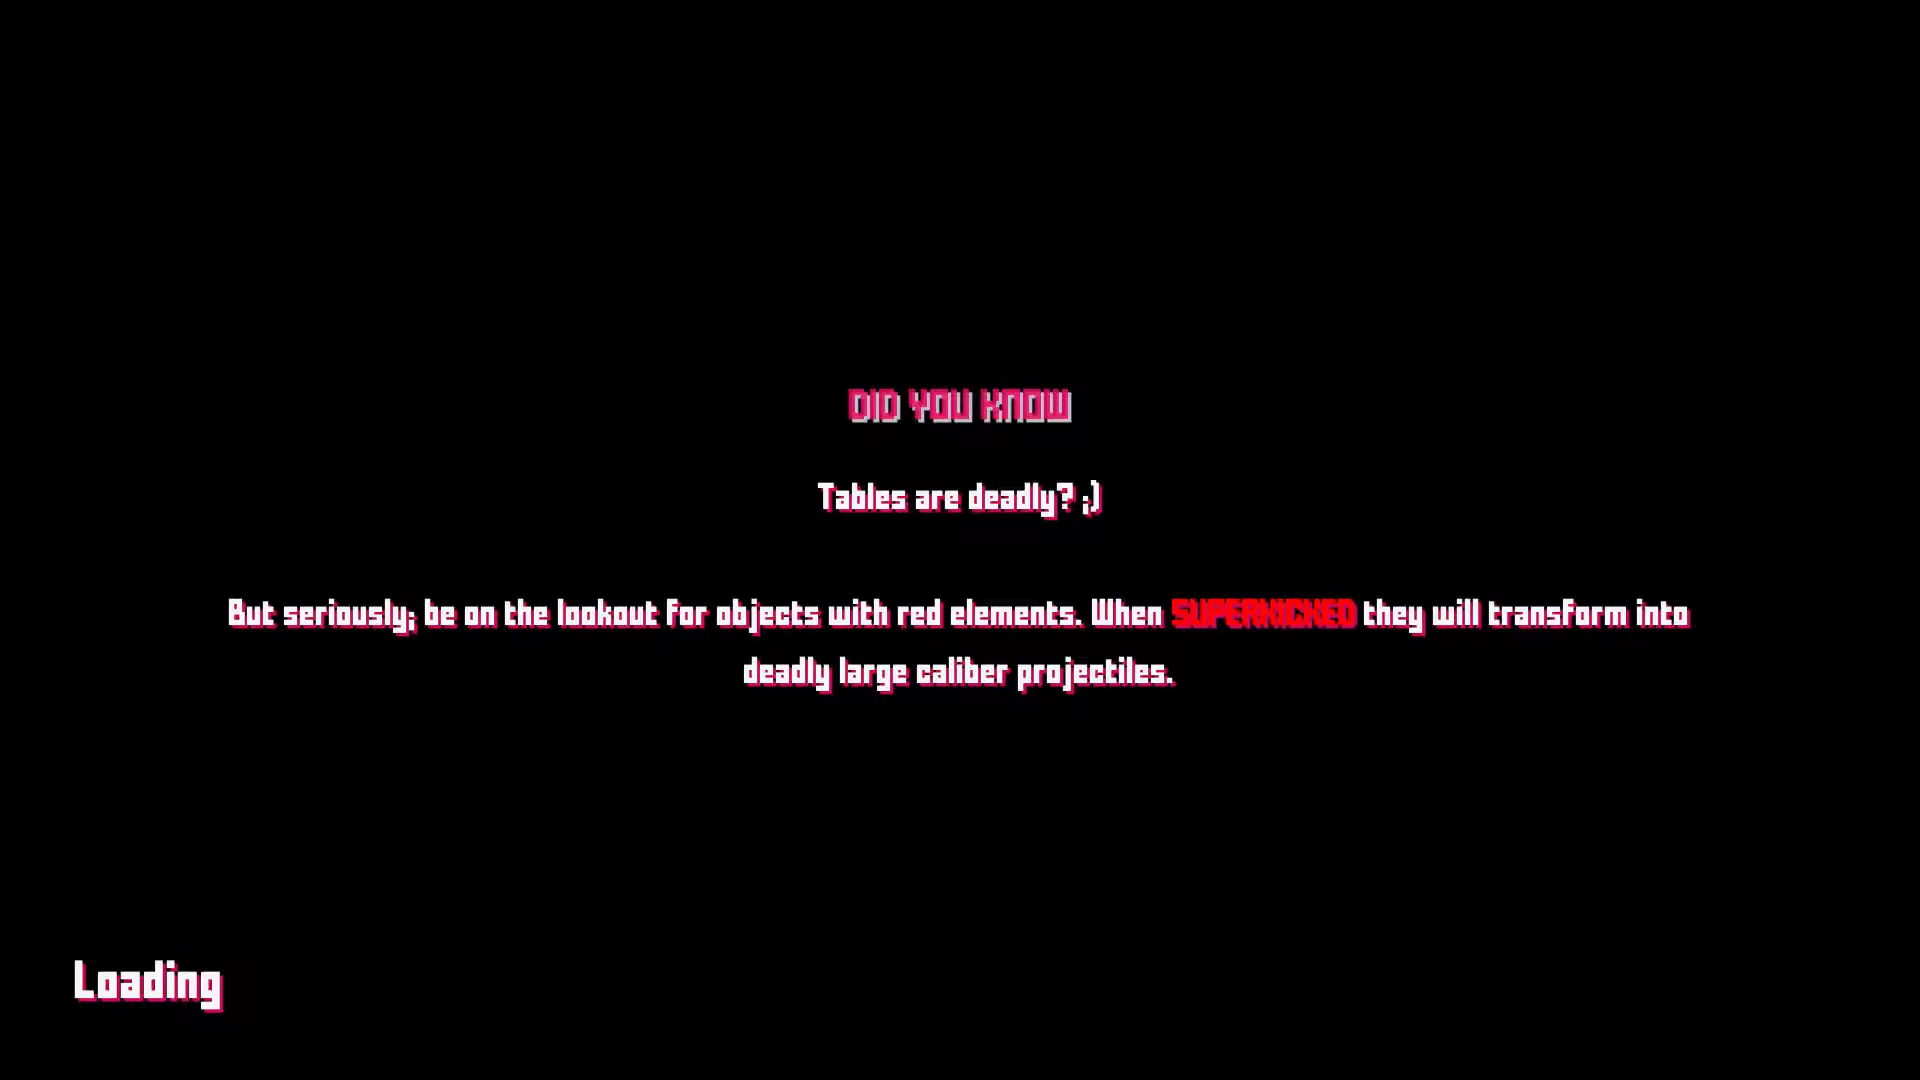 DID YOU KNOW
Tables are deadly? ;)
But seriously; be on the lookout for objects with red elements. When SUPERKICKED they will transform into
deadly large caliber projectiles.
Loading